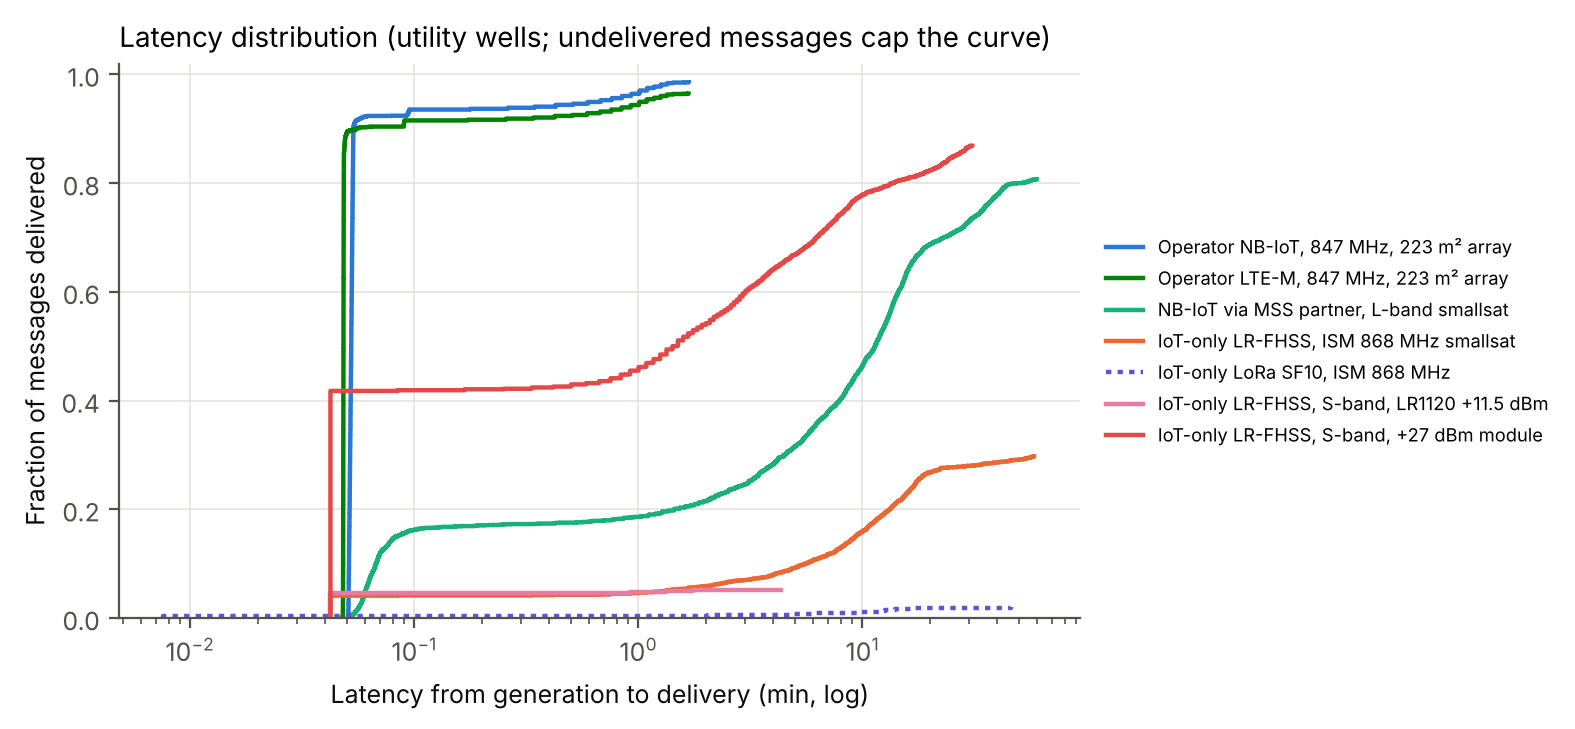 Latency distribution (utility wells; undelivered messages cap the curve)
Fraction of messages delivered
1.0
0.8
0.6
0.4
0.2
0.0
10⁻²
10⁻¹
10⁰
10¹
Latency from generation to delivery (min, log)
Operator NB-IoT, 847 MHz, 223 m² array
Operator LTE-M, 847 MHz, 223 m² array
NB-IoT via MSS partner, L-band smallsat
IoT-only LR-FHSS, ISM 868 MHz smallsat
IoT-only LoRa SF10, ISM 868 MHz
IoT-only LR-FHSS, S-band, LR1120 +11.5 dBm
IoT-only LR-FHSS, S-band, +27 dBm module